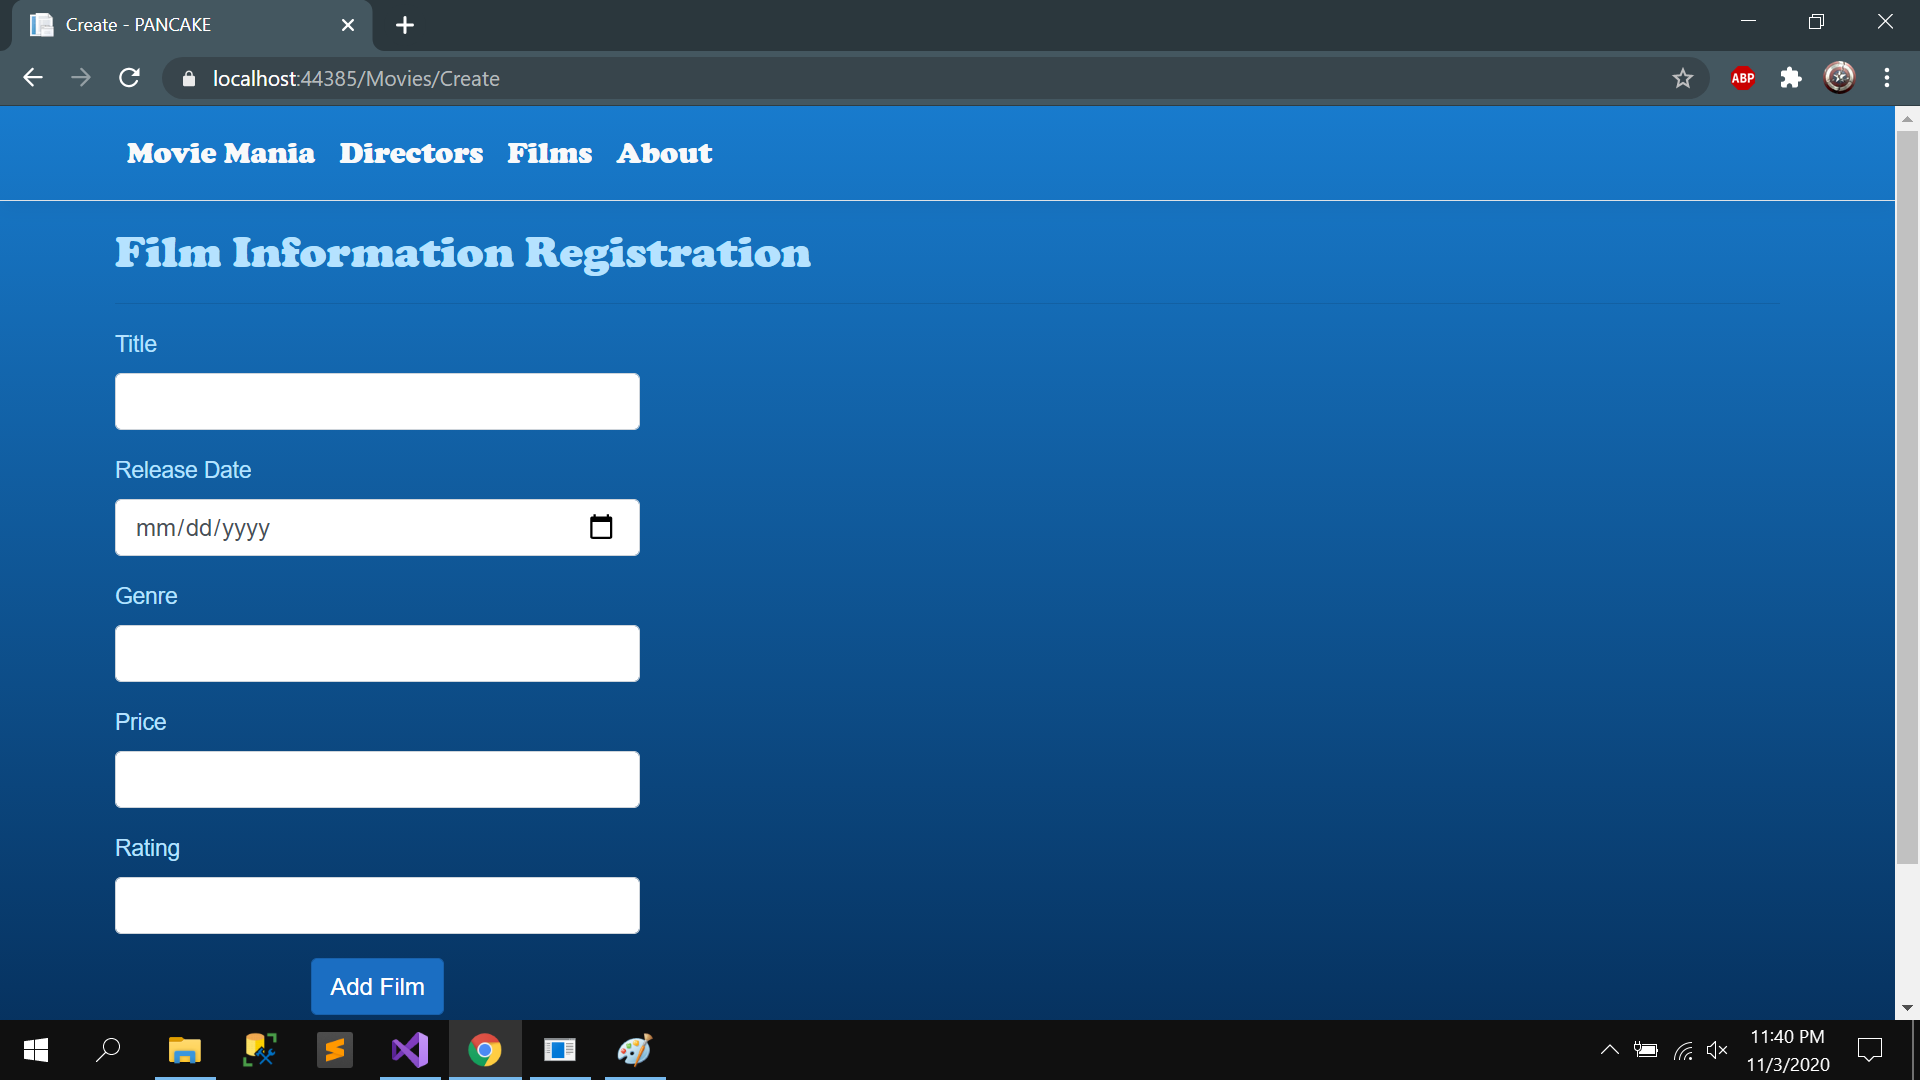 Create - PANCAKE
localhost:44385/Movies/Create
ABP
Movie Mania Directors Films About
Film Information Registration
Title
Release Date
mm/dd/yyyy
Genre
Price
Rating
Add Film
11:40 PM
11/3/2020